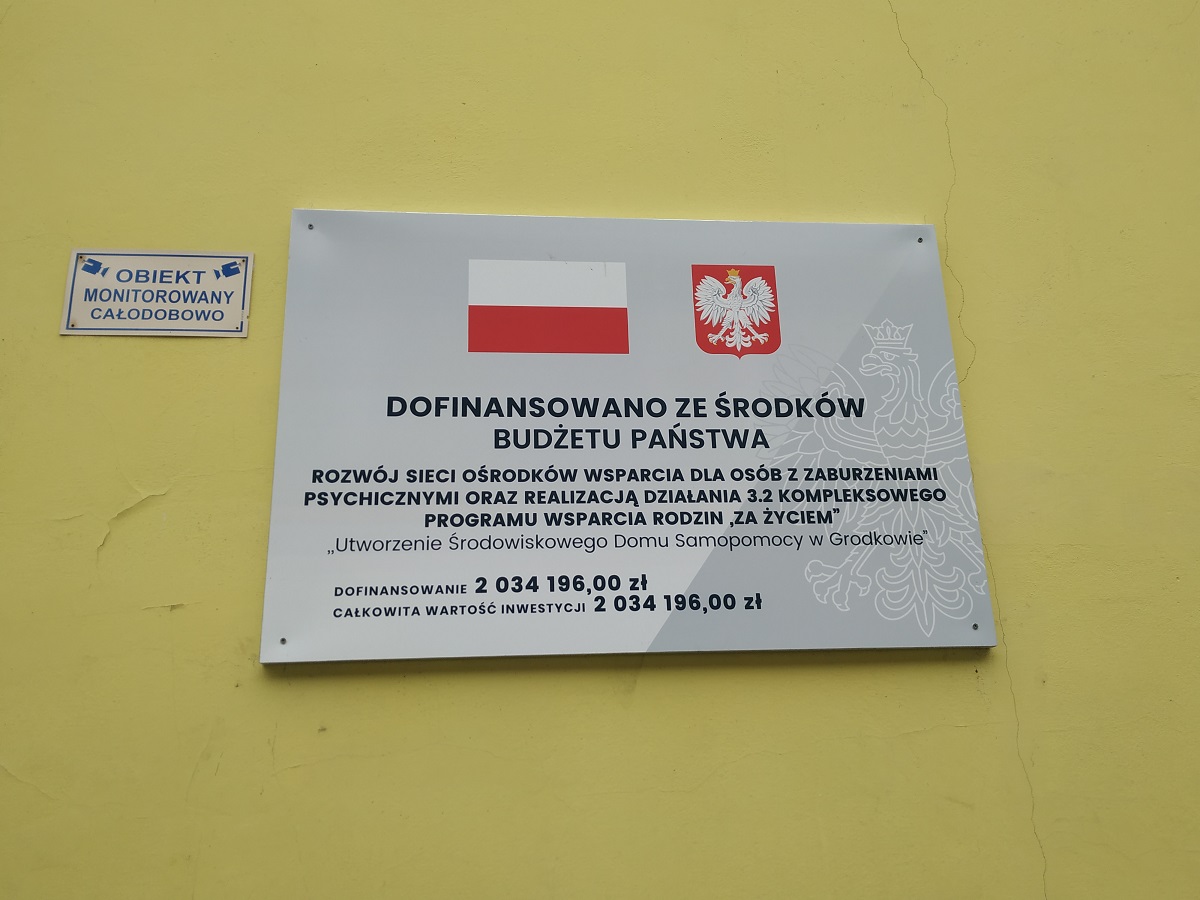 OBIEKT
MONITOROWANY
CAŁODOBOWO
DOFINANSOWANO ZE ŚRODKÓW
BUDŻETU PAŃSTWA
ROZWÓJ SIECI OŚRODKÓW WSPARCIA DLA OSÓB Z ZABURZENIAMI
PSYCHICZNYMI ORAZ REALIZACJĄ DZIAŁANIA 3.2 KOMPLEKSOWEGO
PROGRAMU WSPARCIA RODZIN „ZA ŻYCIEM”
„Utworzenie Środowiskowego Domu Samopomocy w Grodkowie”
DOFINANSOWANIE 2 034 196,00 zł
CAŁKOWITA WARTOŚĆ INWESTYCJI 2 034 196,00 zł